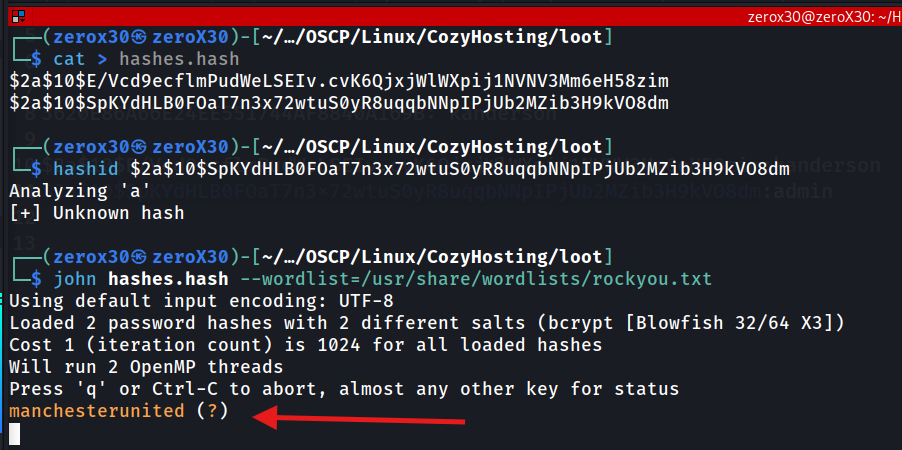 zerox30@zeroX30: ~/H
(zerox30㉿zeroX30)-[~/…/OSCP/Linux/CozyHosting/loot]
$ cat > hashes.hash
$2a$10$E/Vcd9ecflmPudWeLSEIv.cvK6QjxjWlWXpij1NVNV3Mm6eH58zim
$2a$10$SpKYdHLB0FOaT7n3x72wtuS0yR8uqqbNNpIPjUb2MZib3H9kVO8dm
(zerox30㉿zeroX30)-[~/…/OSCP/Linux/CozyHosting/loot]
$ hashid $2a$10$SpKYdHLB0FOaT7n3x72wtuS0yR8uqqbNNpIPjUb2MZib3H9kVO8dm
Analyzing 'a'
[+] Unknown hash
(zerox30㉿zeroX30)-[~/…/OSCP/Linux/CozyHosting/loot]
$ john hashes.hash --wordlist=/usr/share/wordlists/rockyou.txt
Using default input encoding: UTF-8
Loaded 2 password hashes with 2 different salts (bcrypt [Blowfish 32/64 X3])
Cost 1 (iteration count) is 1024 for all loaded hashes
Will run 2 OpenMP threads
Press 'q' or Ctrl-C to abort, almost any other key for status
manchesterunited (?)